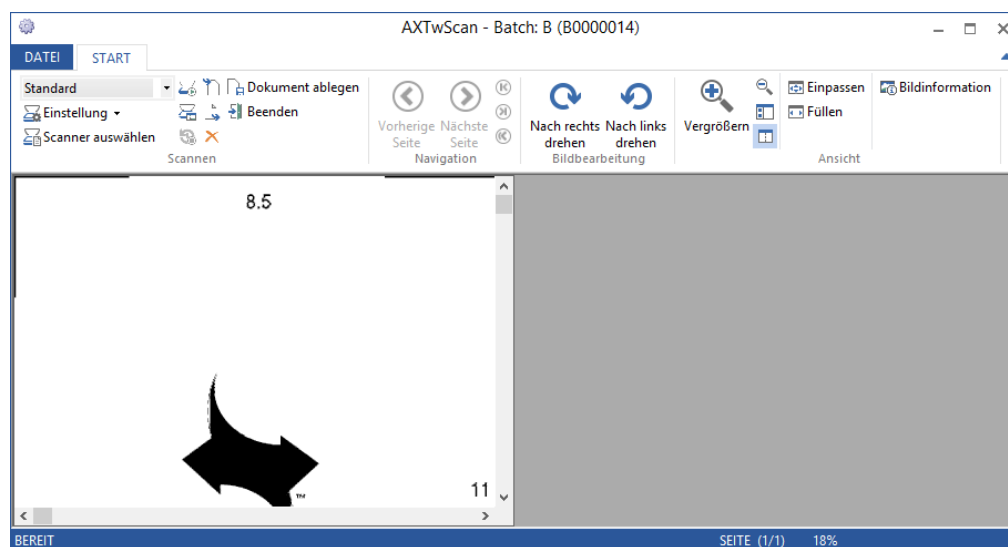 AXTwScan - Batch: B (B0000014)
DATEI START
Standard
Einstellung
Scanner auswählen
Dokument ablegen
Beenden
Scannen
Vorherige Seite
Nächste Seite
Navigation
Nach rechts drehen
Nach links drehen
Bildbearbeitung
Vergrößern
Einpassen
Füllen
Ansicht
Bildinformation
8.5
™
11
BEREIT SEITE (1/1) 18%